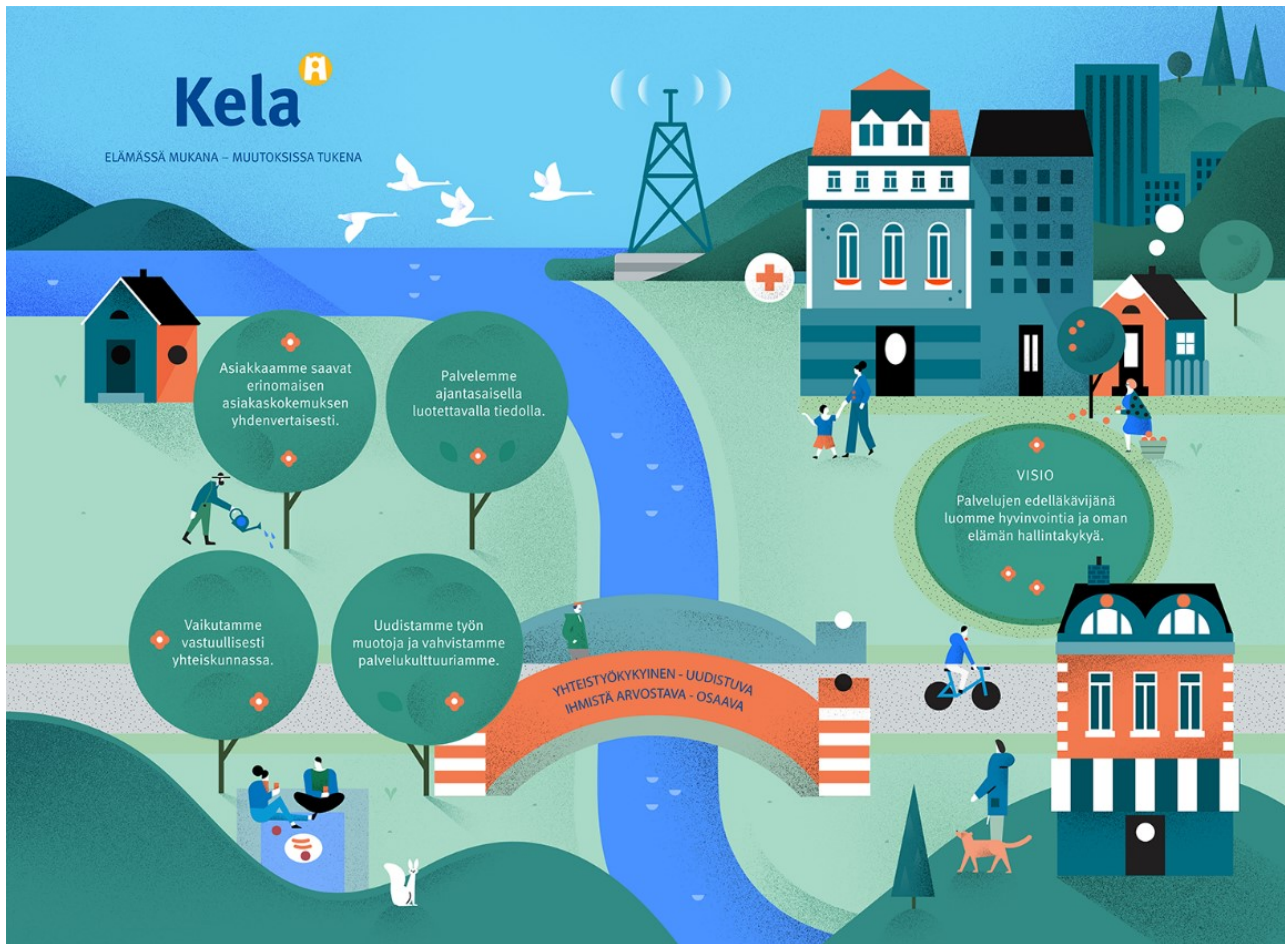 Kela
ELÄMÄSSÄ MUKANA – MUUTOKSISSA TUKENA
Asiakkaamme saavat
erinomaisen
asiakaskokemuksen
yhdenvertaisesti.
Palvelemme
ajantasaisella
luotettavalla tiedolla.
VISIO
Palvelujen edelläkävijänä
luomme hyvinvointia ja oman
elämän hallintakykyä.
Vaikutamme
vastuullisesti
yhteiskunnassa.
Uudistamme työn
muotoja ja vahvistamme
palvelukulttuuriamme.
YHTEISTYÖKYKYINEN - UUDISTUVA
IHMISTÄ ARVOSTAVA - OSAAVA